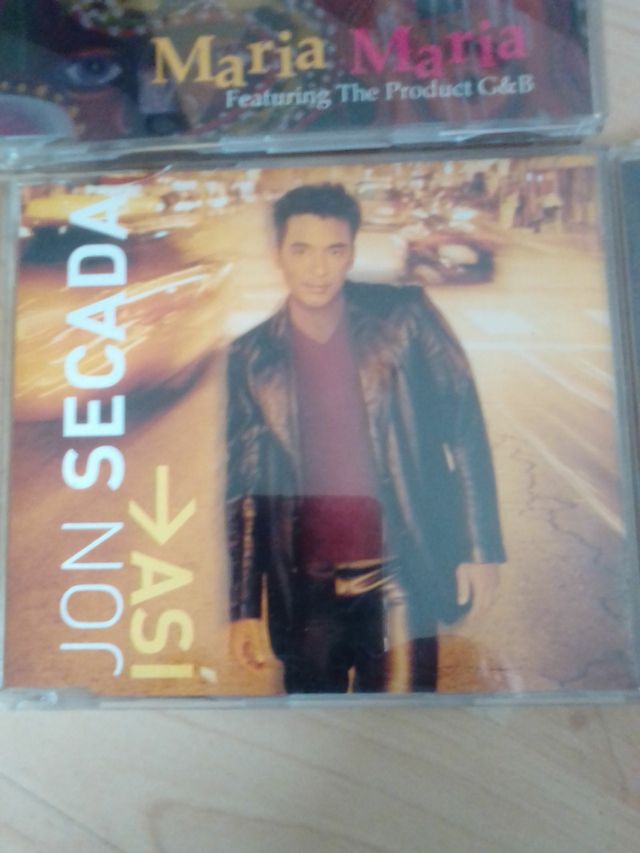 Maria Maria
Featuring The Product G&B
JON SECADA
ASÍ